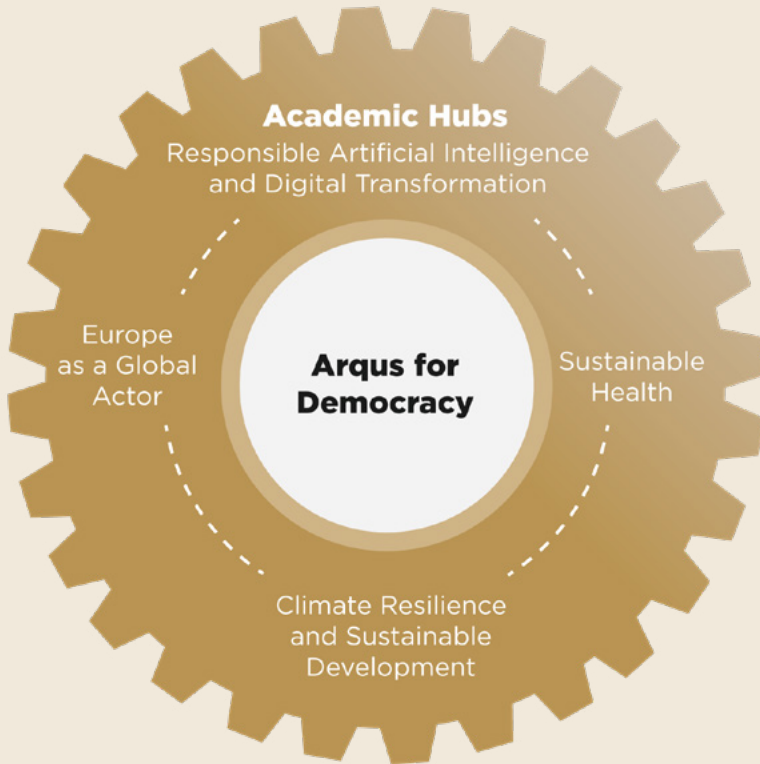 Academic Hubs
Responsible Artificial Intelligence
and Digital Transformation
Europe
as a Global
Actor
Arqus for
Democracy
Sustainable
Health
Climate Resilience
and Sustainable
Development